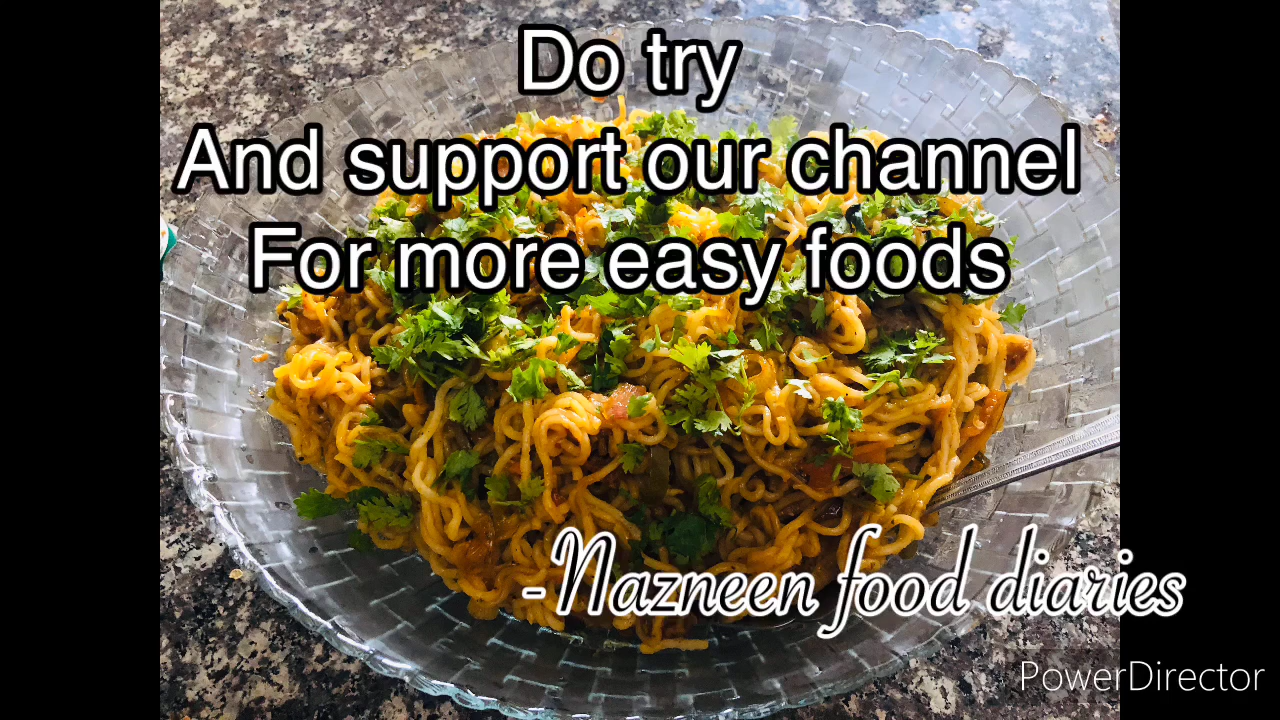 Do try
And support our channel
For more easy foods
-Nazneen food diaries
PowerDirector